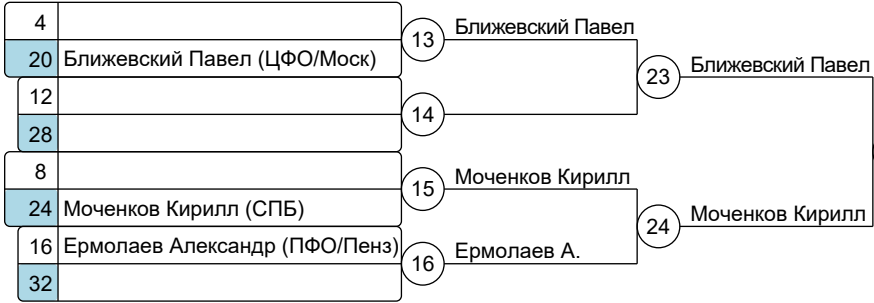 4
13
Ближевский Павел
20 Ближевский Павел (ЦФО/Моск)
23
Ближевский Павел
12
14
28
8
15
Моченков Кирилл
24 Моченков Кирилл (СПБ)
24
Моченков Кирилл
16 Ермолаев Александр (ПФО/Пенз)
16
Ермолаев А.
32